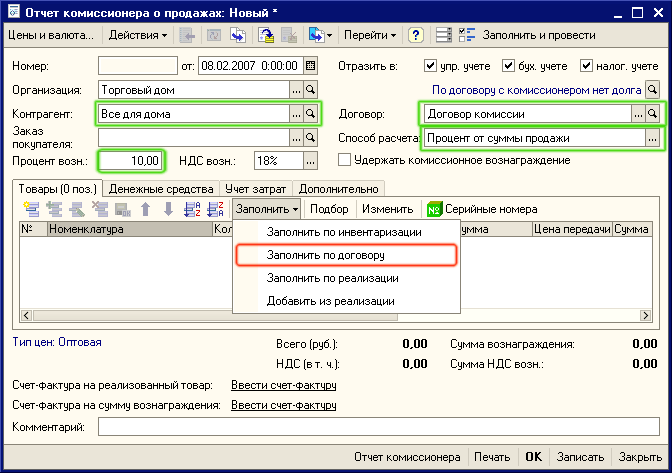 Отчет комиссионера о продажах: Новый *
Цены и валюта... Действия Перейти Заполнить и провести
Номер: от: 08.02.2007 0:00:00 Отразить в: упр. учете бух. учете налог. учете
Организация: Торговый дом По договору с комиссионером нет долга
Контрагент: Все для дома Договор: Договор комиссии
Заказ
покупателя: Способ расчета: Процент от суммы продажи
Процент возн.: 10,00 НДС возн.: 18% Удержать комиссионное вознаграждение
Товары (0 поз.) Денежные средства Учет затрат Дополнительно
Заполнить Подбор Изменить № Серийные номера
№ Номенклатура Кол умма Цена передачи Сумма
Заполнить по инвентаризации
Заполнить по договору
Заполнить по реализации
Добавить из реализации
Тип цен: Оптовая Всего (руб.): 0,00 Сумма вознаграждения: 0,00
НДС (в т. ч.): 0,00 Сумма НДС возн.: 0,00
Счет-фактура на реализованный товар: Ввести счет-фактуру
Счет-фактура на сумму вознаграждения: Ввести счет-фактуру
Комментарий:
Отчет комиссионера Печать OK Записать Закрыть